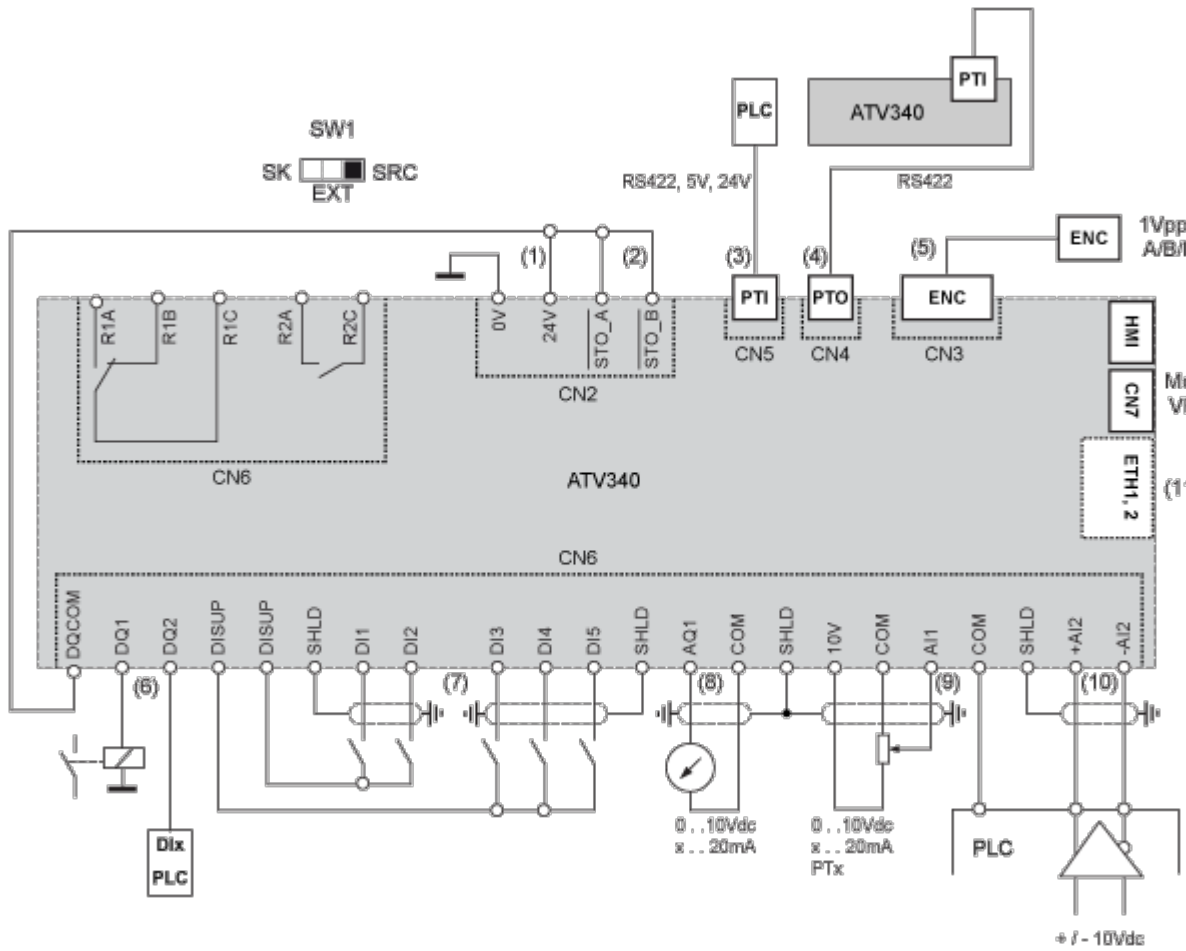 PTI
PLC
ATV340
SW1
SK SRC
EXT
RS422, 5V, 24V
RS422
ENC
1Vpp
A/B/
(1)
(2)
(3)
(4)
(5)
R1A
R1B
R1C
R2A
R2C
0V
24V
STO_A
STO_B
PTI
PTO
ENC
CN5
CN4
CN3
CN2
HMI
CN7
CN6
ATV340
ETH1, 2
CN6
DQCOM
DQ1
DQ2
DISUP
DISUP
SHLD
DI1
DI2
DI3
DI4
DI5
SHLD
AQ1
COM
SHLD
10V
COM
AI1
COM
SHLD
+AI2
-AI2
(6)
(7)
(8)
(9)
(10)
0 . . 10Vdc
x . . 20mA
0 . . 10Vdc
x . . 20mA
PTx
DIx
PLC
PLC
+ / - 10Vdc